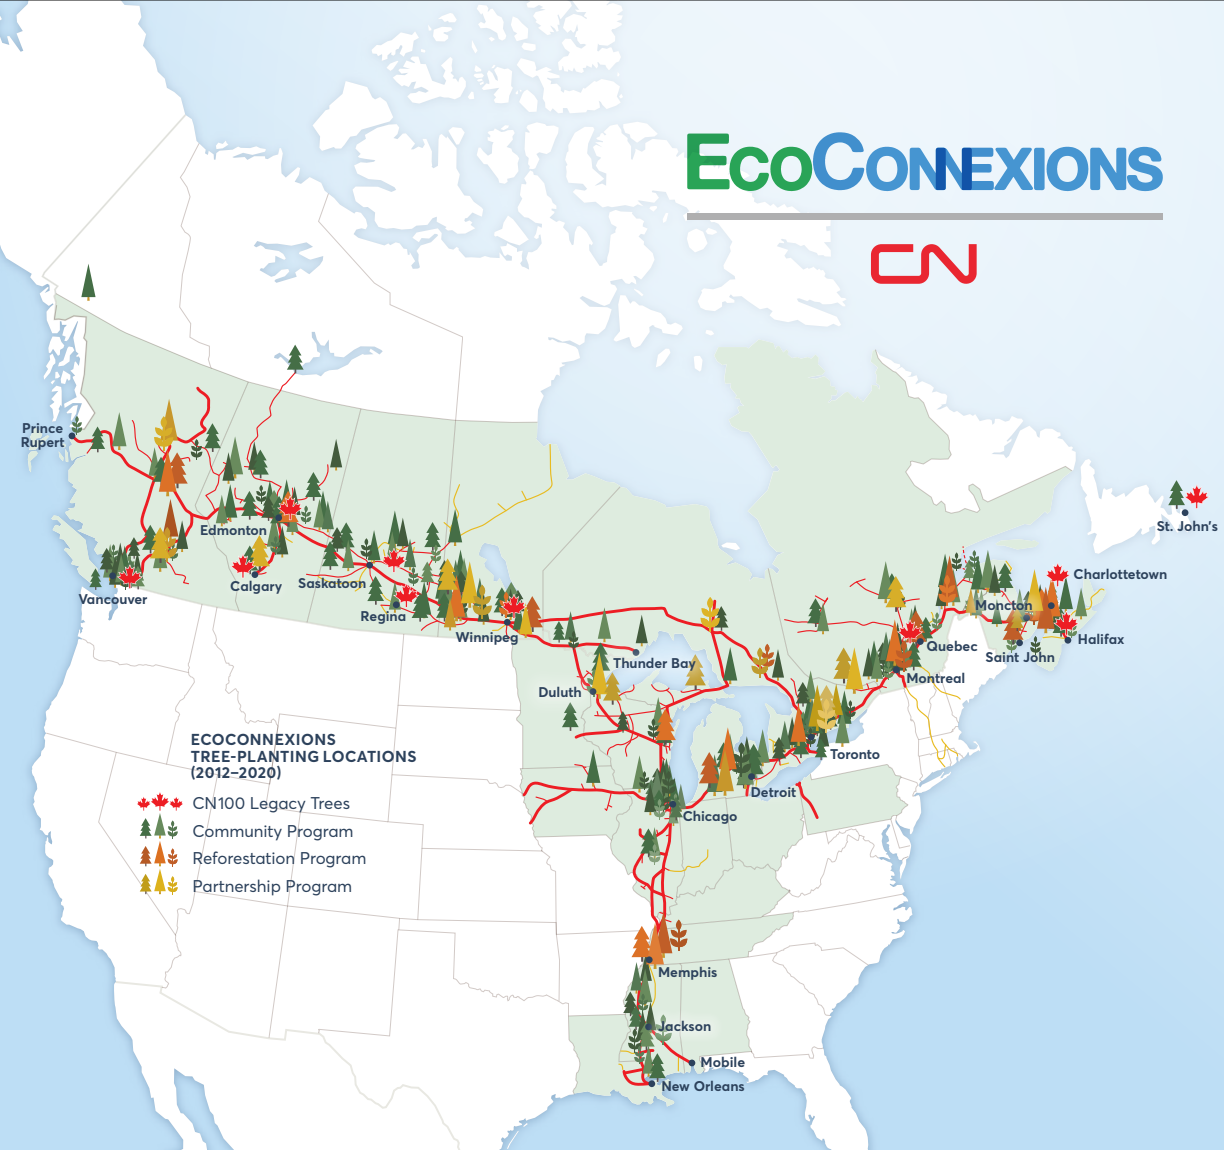 ECOCONNEXIONS
CN
Prince
Rupert
Edmonton
Calgary
Vancouver
Saskatoon
Regina
Winnipeg
Thunder Bay
Duluth
St. John's
Charlottetown
Moncton
Halifax
Saint John
Quebec
Montreal
Toronto
Detroit
Chicago
ECOCONNEXIONS
TREE-PLANTING LOCATIONS
(2012–2020)
CN100 Legacy Trees
Community Program
Reforestation Program
Partnership Program
Memphis
Jackson
Mobile
New Orleans